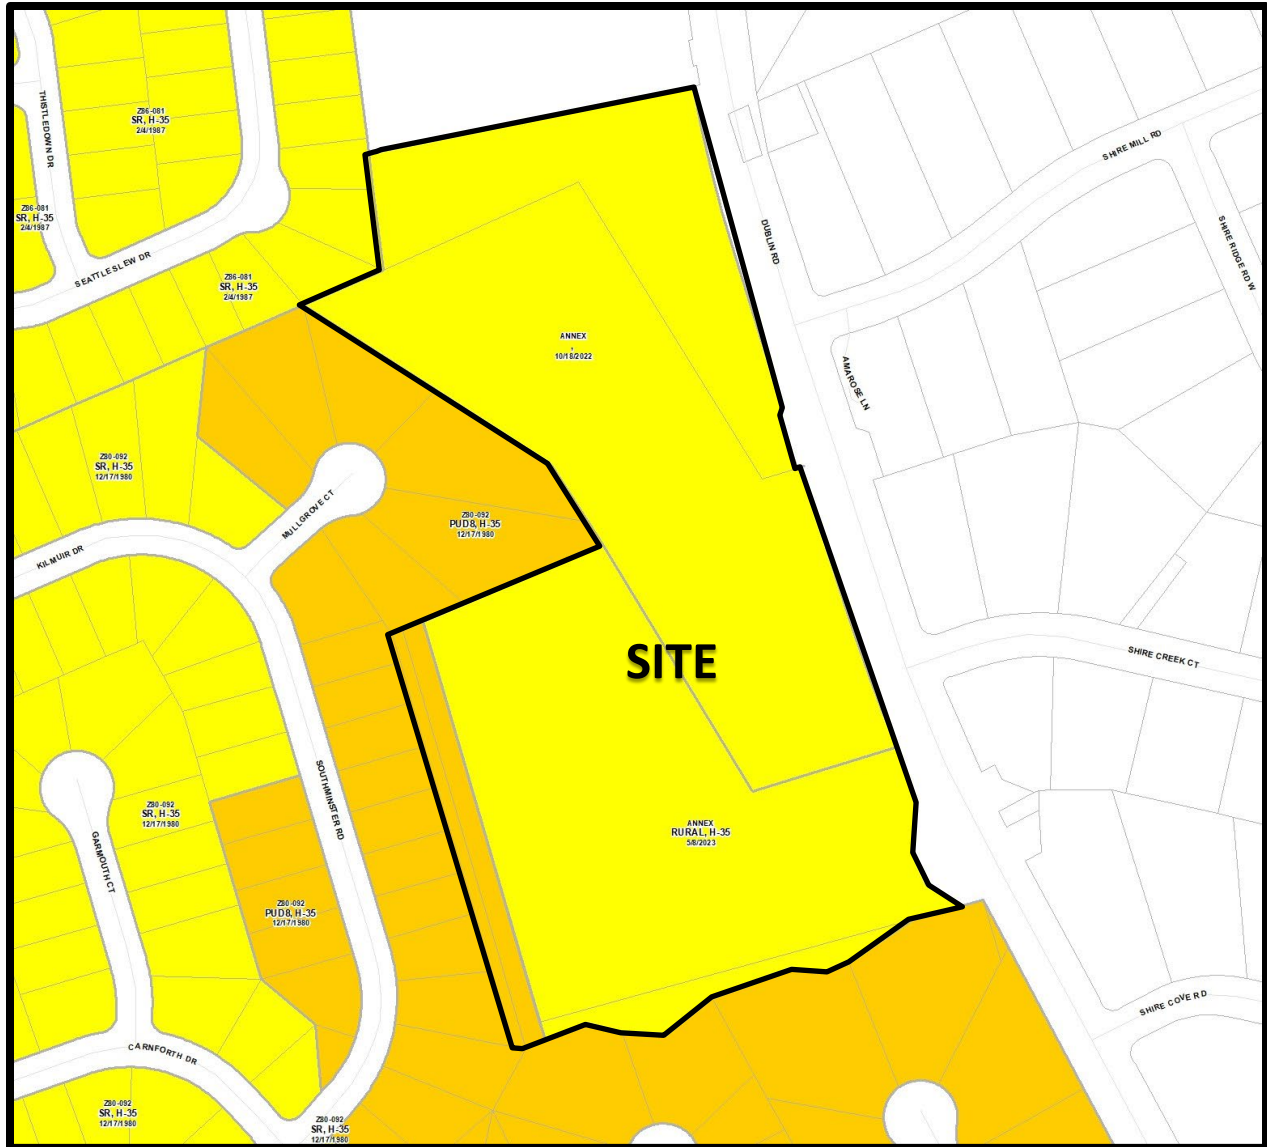 Z86-081
SR, H-35
2/4/1987
THISTLEDOWN DR
SHIRE MILL RD
Z86-081
SR, H-35
2/4/1987
SHIRE RIDGE RD W
DUBLIN RD
SEATTLE SLEW DR
Z86-081
SR, H-35
2/4/1987
ANNEX
,
10/18/2022
AMAROSE LN
Z80-092
SR, H-35
12/17/1980
MULLGROVE CT
Z80-092
PUD8, H-35
12/17/1980
KILMUIR DR
SITE
SHIRE CREEK CT
SOUTHMINSTER RD
Z80-092
SR, H-35
12/17/1980
ANNEX
RURAL, H-35
5/8/2023
GARMOUTH CT
Z80-092
PUD8, H-35
12/17/1980
SHIRE COVE RD
CARNFORTH DR
Z80-092
SR, H-35
12/17/1980
Z80-092
SR, H-35
12/17/1980